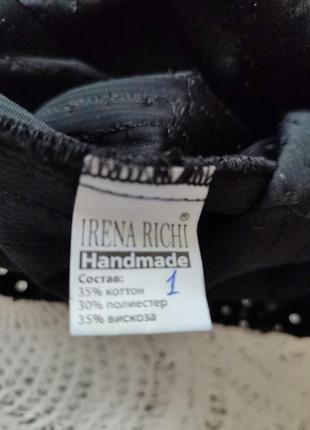 IRENA RICHI ®
Handmade
Состав: 1
35% коттон
30% полиестер
35% вискоза